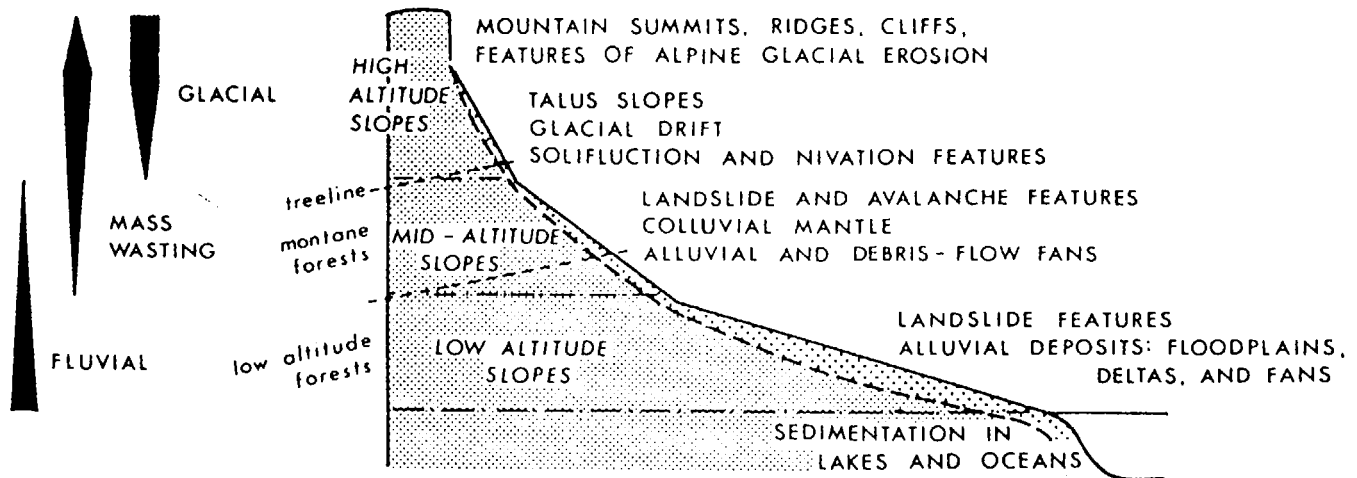 MOUNTAIN SUMMITS, RIDGES, CLIFFS,
FEATURES OF ALPINE GLACIAL EROSION
HIGH
ALTITUDE
SLOPES
GLACIAL
TALUS SLOPES
GLACIAL DRIFT
SOLIFLUCTION AND NIVATION FEATURES
treeline
LANDSLIDE AND AVALANCHE FEATURES
COLLUVIAL MANTLE
ALLUVIAL AND DEBRIS-FLOW FANS
MASS
WASTING
montane
forests
MID-ALTITUDE
SLOPES
LANDSLIDE FEATURES
ALLUVIAL DEPOSITS: FLOODPLAINS,
DELTAS, AND FANS
FLUVIAL
low altitude
forests
LOW ALTITUDE
SLOPES
SEDIMENTATION IN
LAKES AND OCEANS